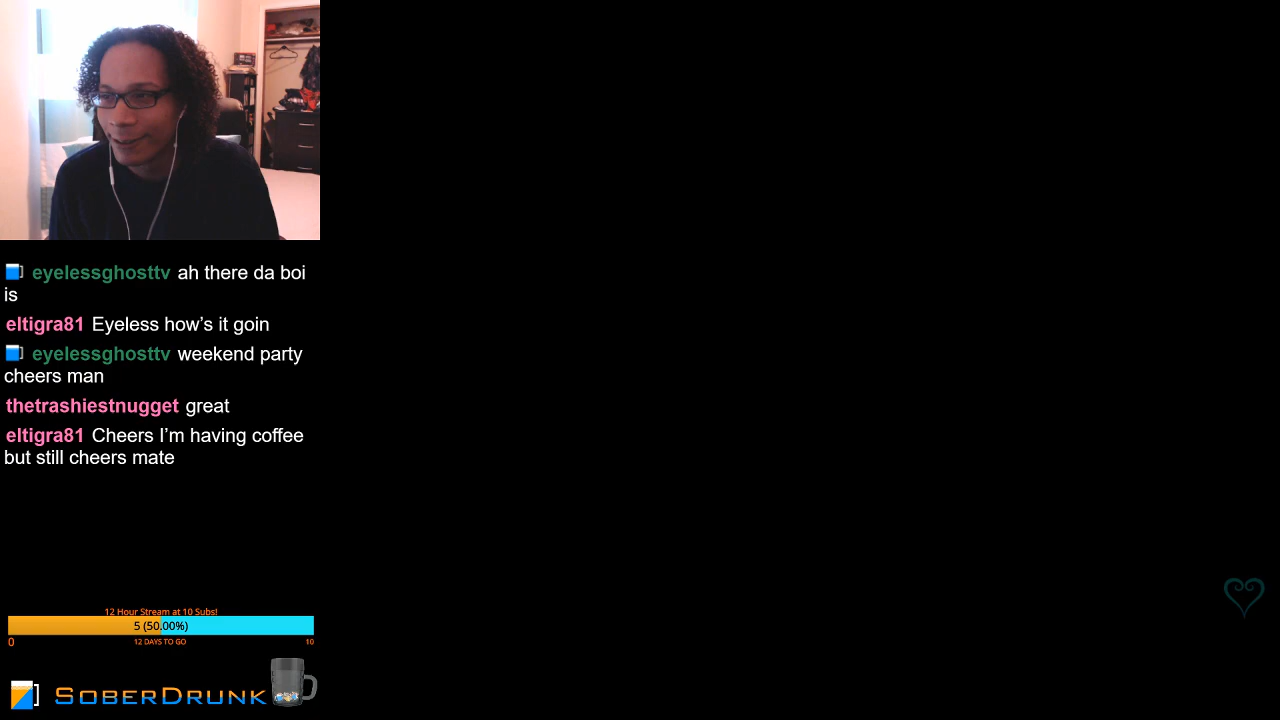 eyelessghosttv ah there da boi
is
eltigra81 Eyeless how’s it goin
eyelessghosttv weekend party
cheers man
thetrashiestnugget great
eltigra81 Cheers I’m having coffee
but still cheers mate
12 Hour Stream at 10 Subs!
5 (50.00%)
0 12 DAYS TO GO 10
SOBERDRUNK